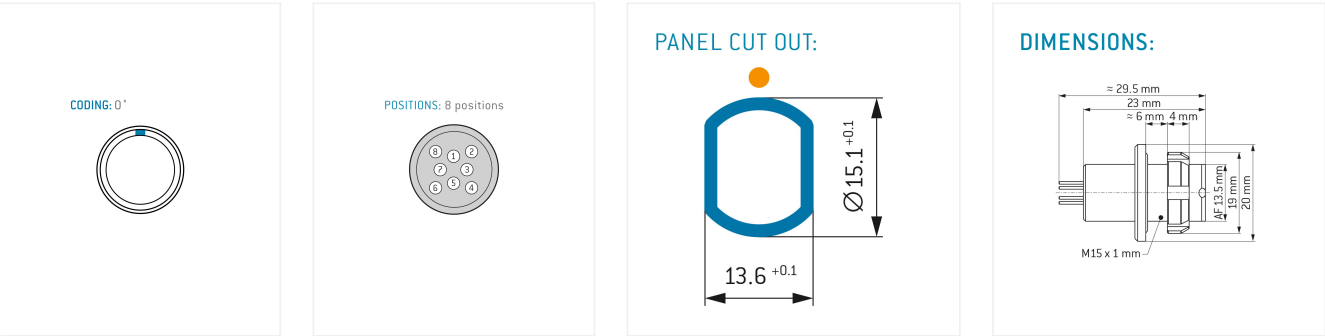 CODING: 0°
POSITIONS: 8 positions
8
1
2
7
3
6
5
4
PANEL CUT OUT:
Ø 15.1 +0.1
13.6 +0.1
DIMENSIONS:
≈ 29.5 mm
23 mm
≈ 6 mm 4 mm
AF 13.5 mm
19 mm
20 mm
M15 x 1 mm